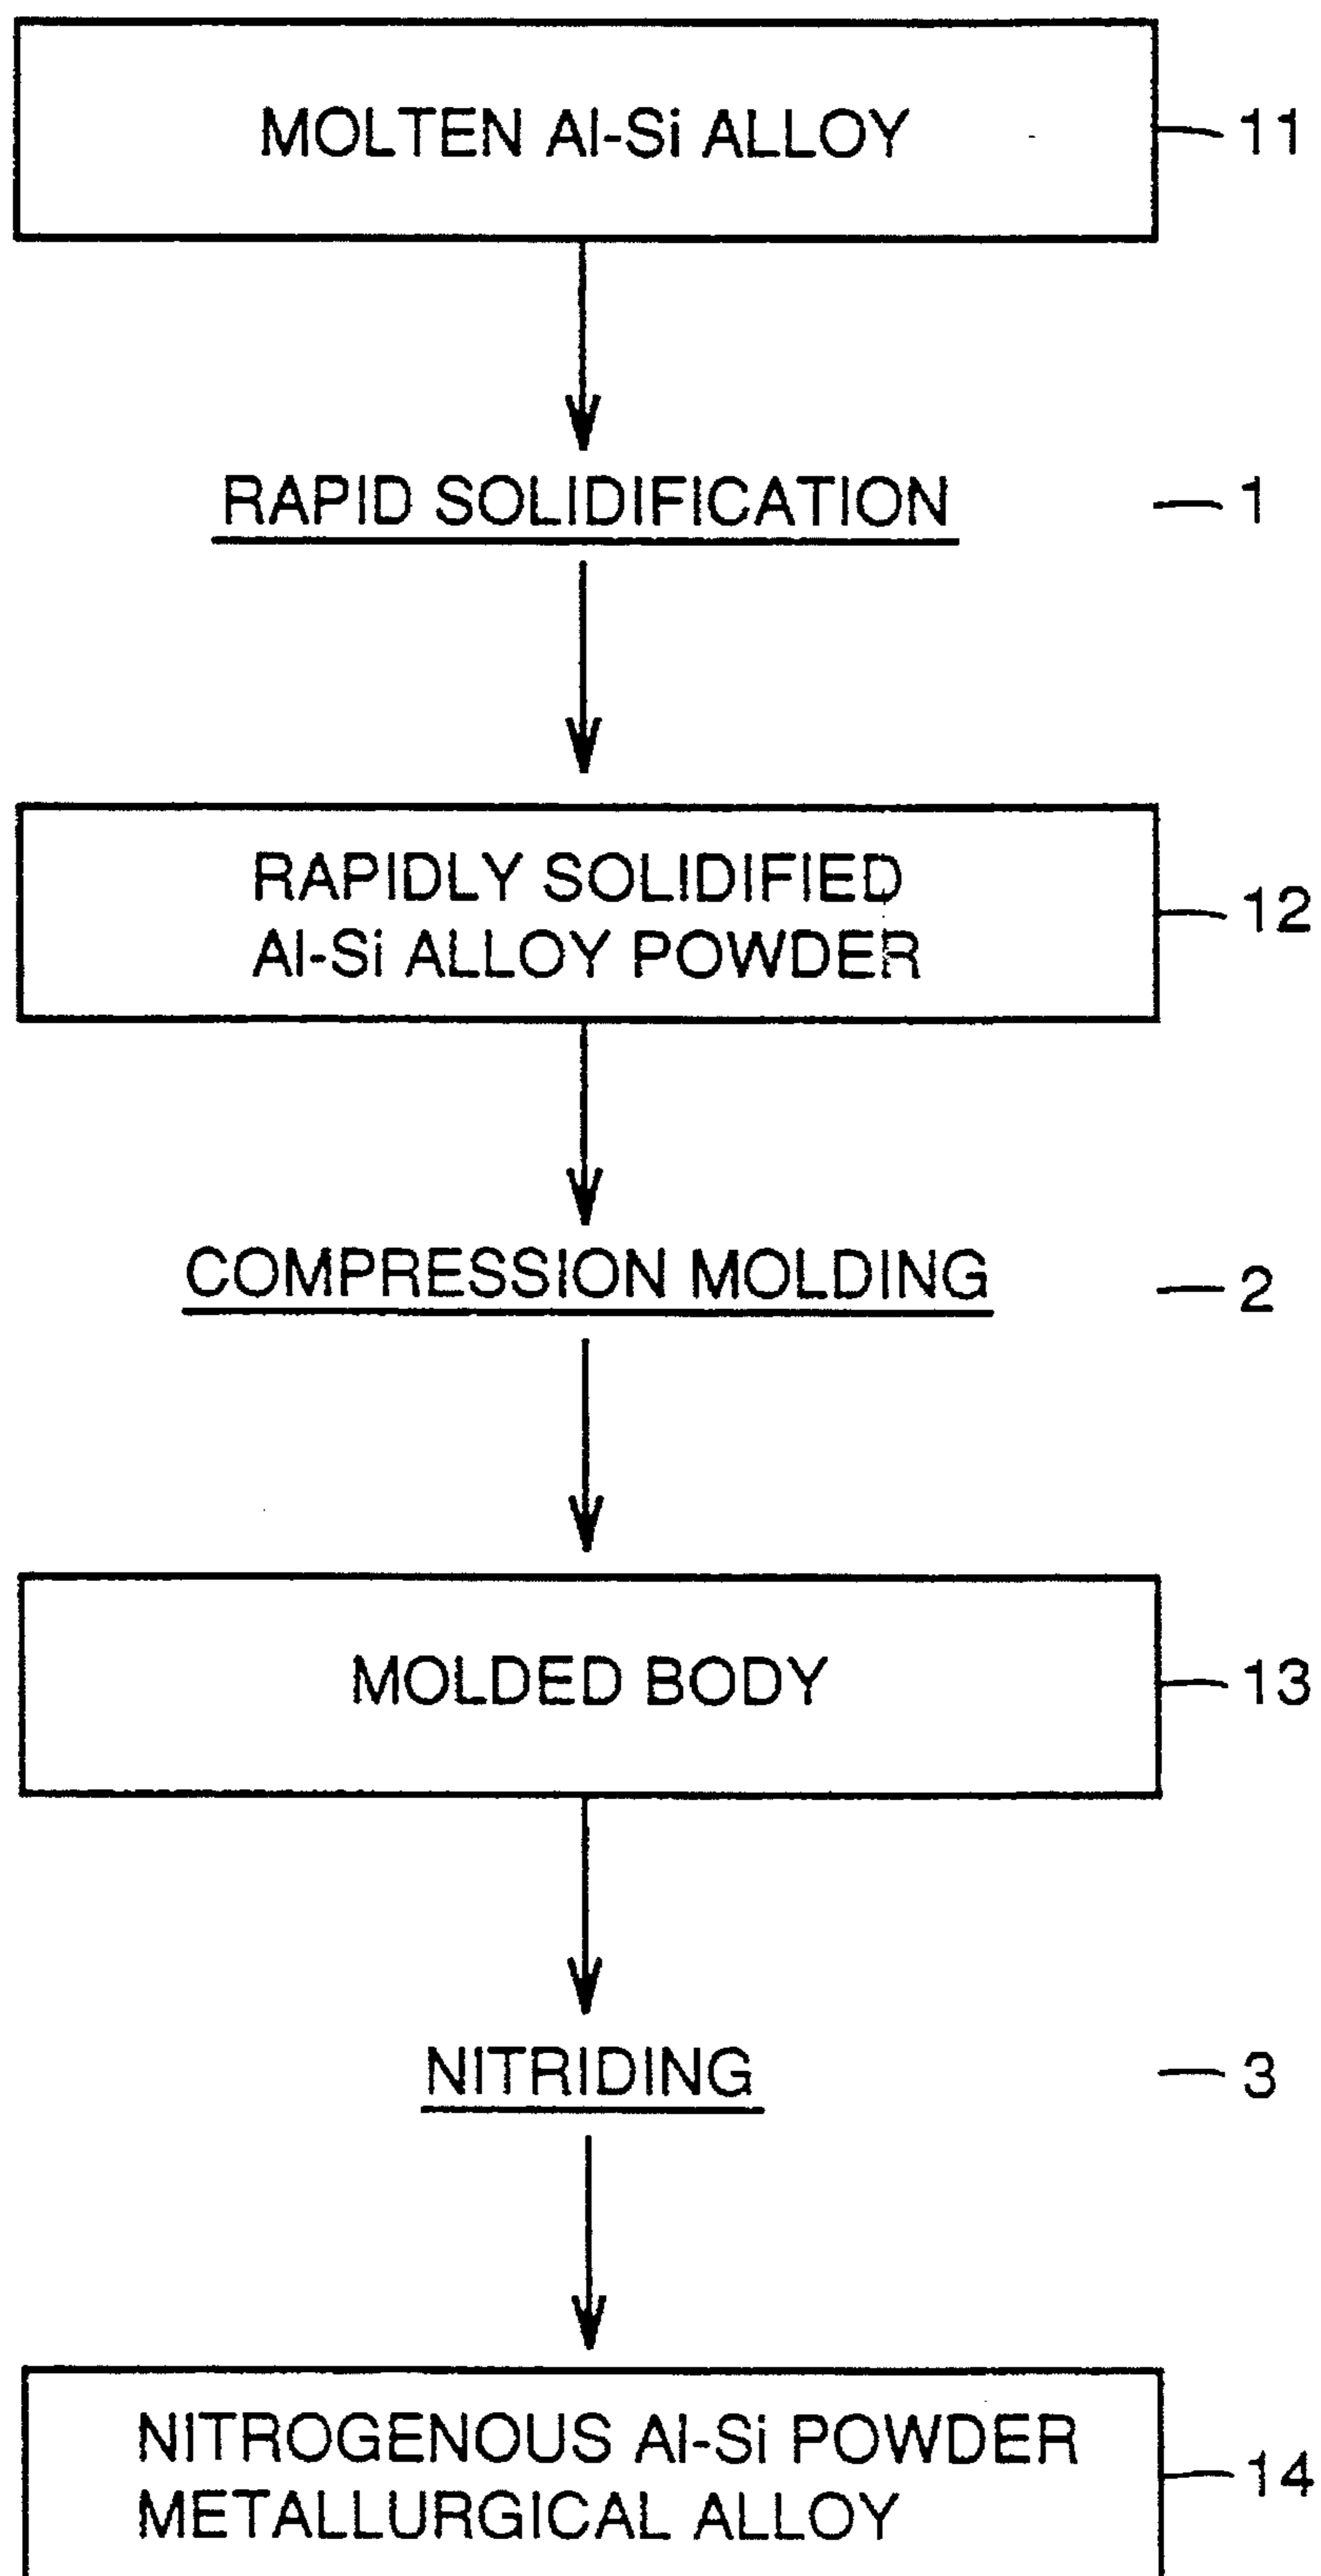 MOLTEN Al-Si ALLOY
11
RAPID SOLIDIFICATION
1
RAPIDLY SOLIDIFIED
Al-Si ALLOY POWDER
12
COMPRESSION MOLDING
2
MOLDED BODY
13
NITRIDING
3
NITROGENOUS Al-Si POWDER
METALLURGICAL ALLOY
14